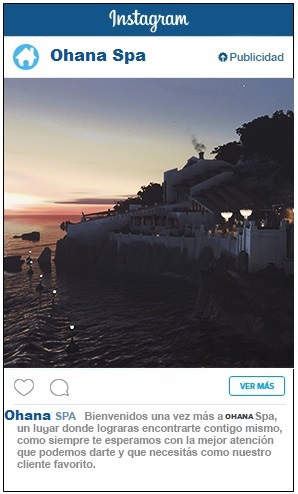 Instagram
Ohana Spa
Publicidad
VER MÁS
Ohana SPA Bienvenidos una vez más a OHANA Spa,
un lugar donde lograras encontrarte contigo mismo,
como siempre te esperamos con la mejor atención
que podemos darte y que necesitás como nuestro
cliente favorito.